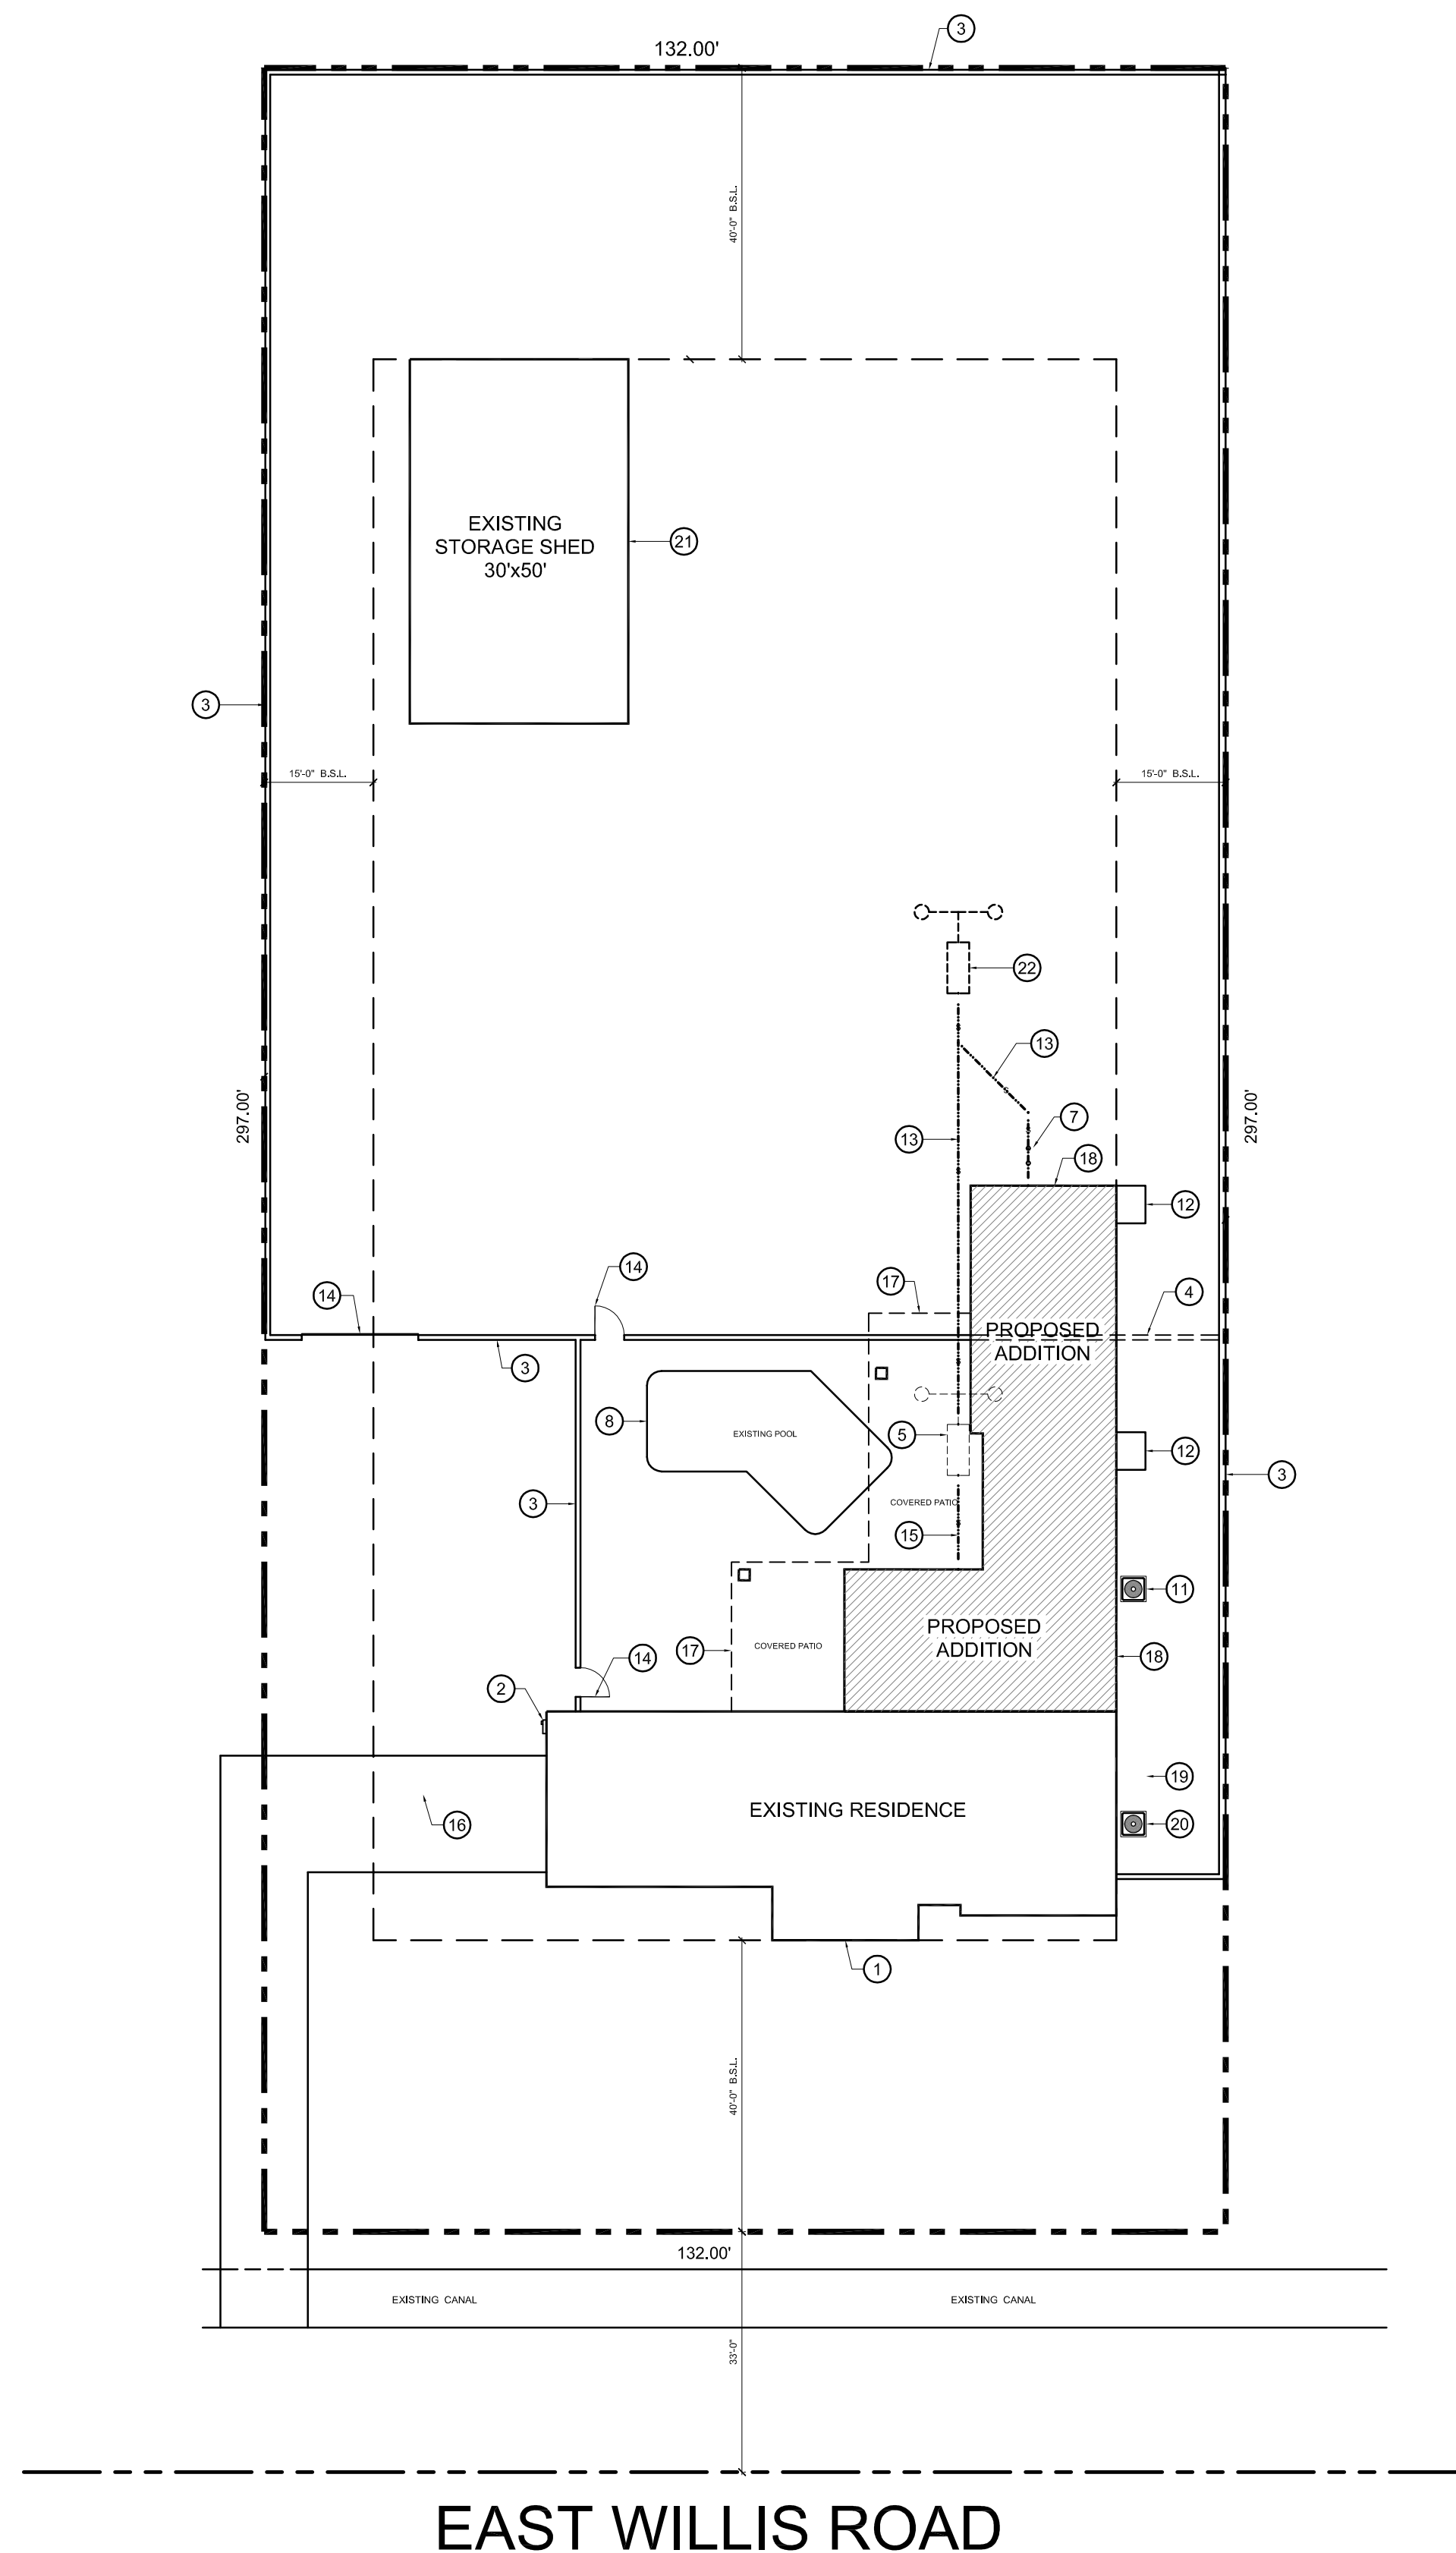 3
132.00'
40'-0" B.S.L.
EXISTING
STORAGE SHED
30'x50'
21
3
15'-0" B.S.L.
15'-0" B.S.L.
22
13
297.00'
297.00'
7
13
18
12
14
17
4
14
PROPOSED
ADDITION
3
8
EXISTING POOL
5
12
3
3
COVERED PATIO
15
11
PROPOSED
ADDITION
17
COVERED PATIO
14
18
2
19
EXISTING RESIDENCE
16
20
1
40'-0" B.S.L.
132.00'
EXISTING CANAL
EXISTING CANAL
33'-0"
EAST WILLIS ROAD